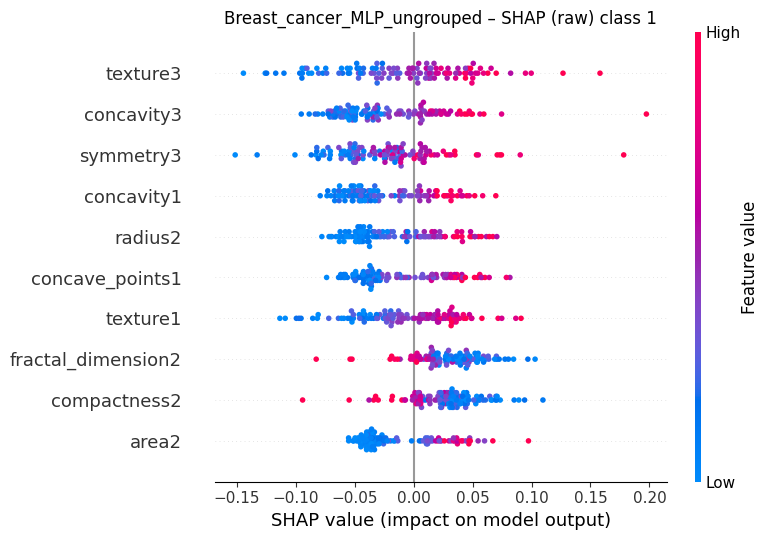 Breast_cancer_MLP_ungrouped – SHAP (raw) class 1
High
texture3
concavity3
symmetry3
concavity1
radius2
concave_points1
texture1
fractal_dimension2
compactness2
area2
Feature value
Low
−0.15 −0.10 −0.05 0.00 0.05 0.10 0.15 0.20
SHAP value (impact on model output)